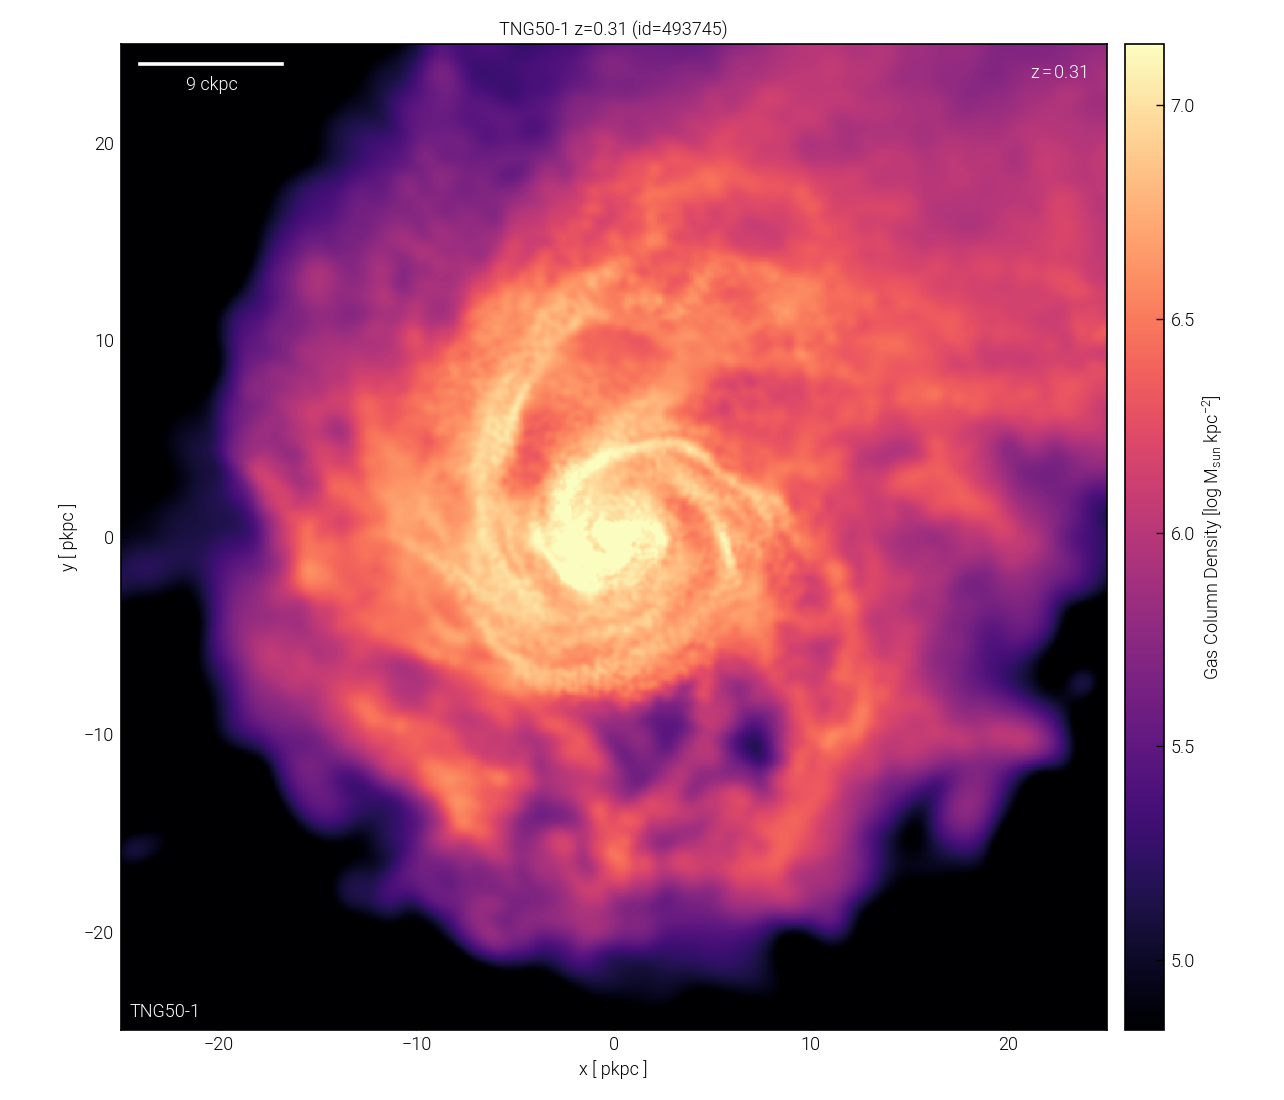 TNG50-1 z=0.31 (id=493745)
9 ckpc
z=0.31
20
10
0
−10
−20
y [ pkpc ]
TNG50-1
−20
−10
0
10
20
x [ pkpc ]
7.0
6.5
6.0
5.5
5.0
Gas Column Density [log M_sun kpc⁻²]